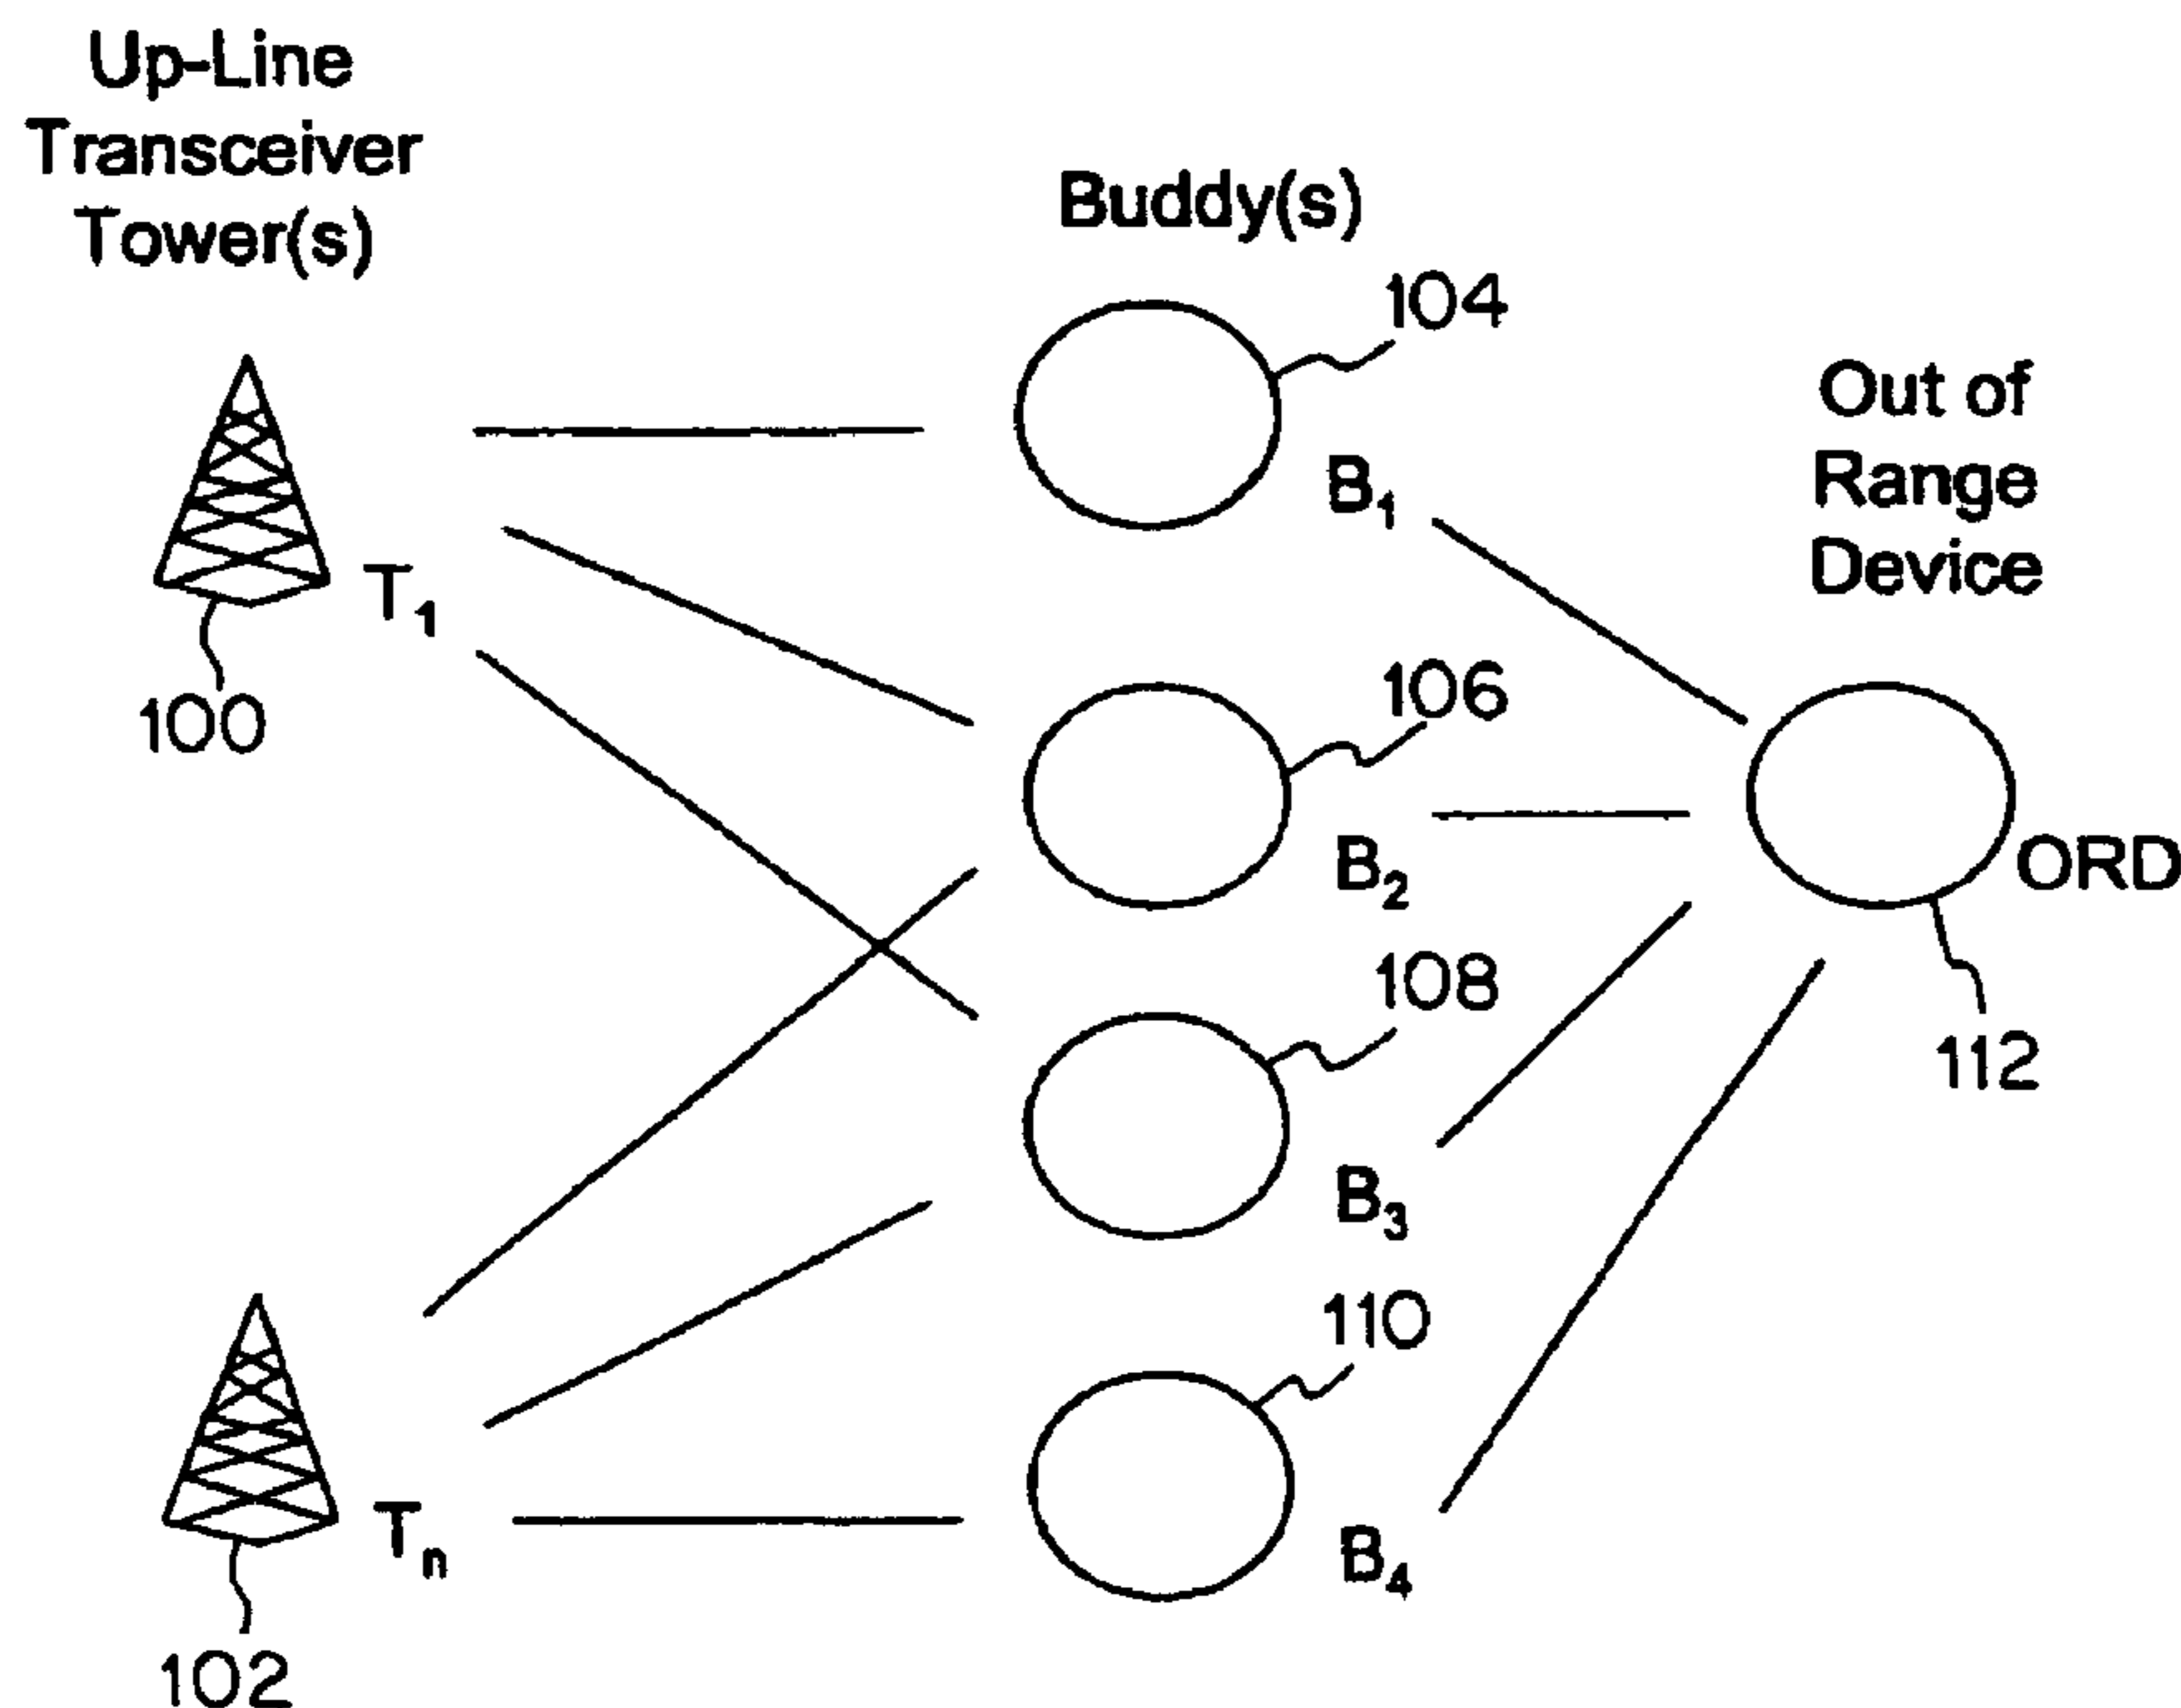 Up-Line
Transceiver
Tower(s)
Buddy(s)
104
Out of
Range
Device
B₁
T₁
100
106
B₂
ORD
108
112
B₃
110
Tₙ
B₄
102